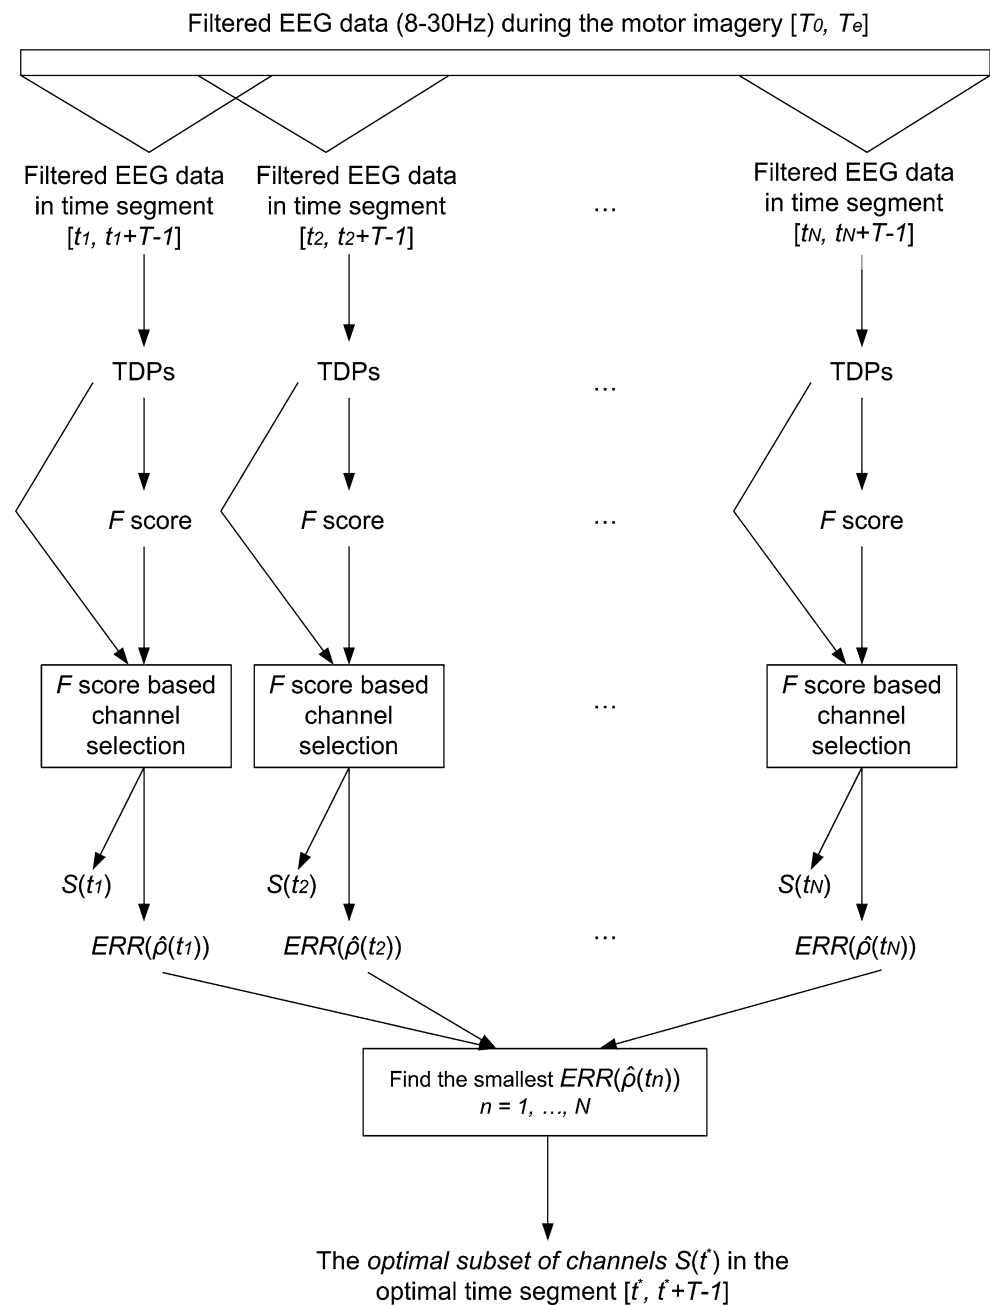 Filtered EEG data (8-30Hz) during the motor imagery [T0, Te]
Filtered EEG data
in time segment
[t1, t1+T-1]
Filtered EEG data
in time segment
[t2, t2+T-1]
...
Filtered EEG data
in time segment
[tN, tN+T-1]
TDPs
TDPs
...
TDPs
F score
F score
...
F score
F score based
channel
selection
F score based
channel
selection
...
F score based
channel
selection
S(t1)
S(t2)
S(tN)
ERR(ρ̂(t1))
ERR(ρ̂(t2))
...
ERR(ρ̂(tN))
Find the smallest ERR(ρ̂(tn))
n = 1, ..., N
The optimal subset of channels S(t*) in the
optimal time segment [t*, t*+T-1]